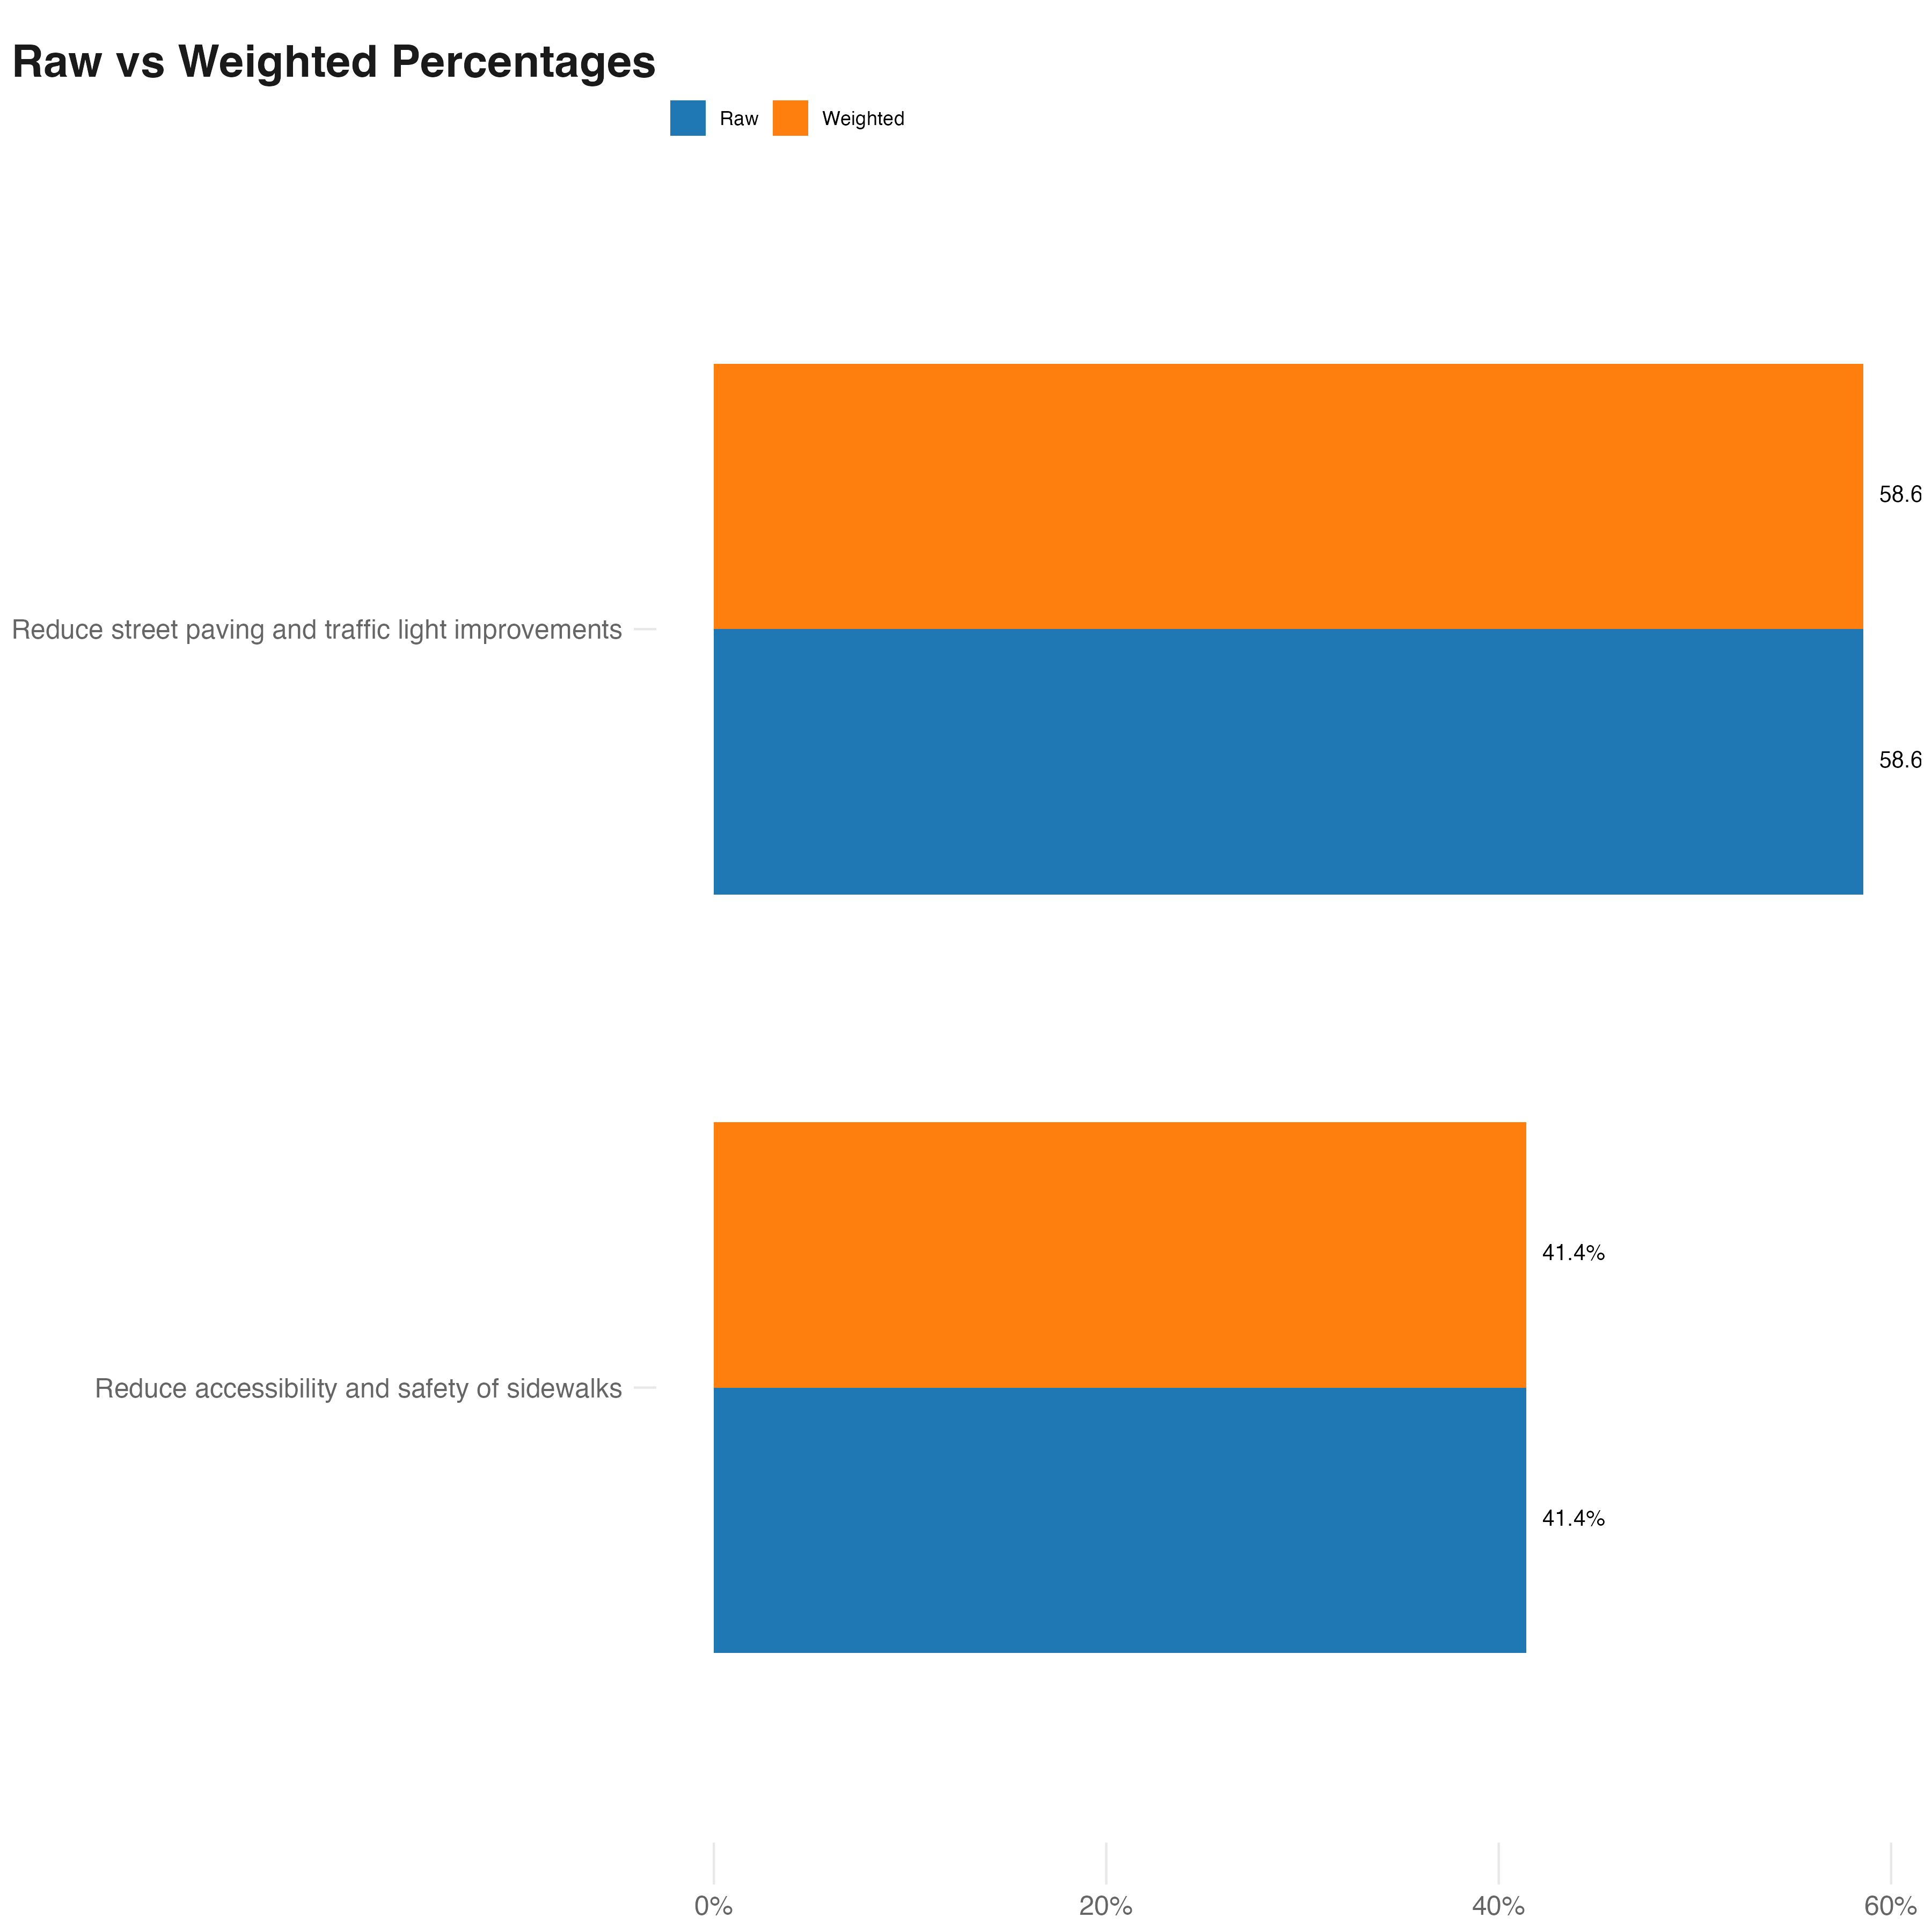 Raw vs Weighted Percentages
Raw Weighted
58.6
Reduce street paving and traffic light improvements
58.6
41.4%
Reduce accessibility and safety of sidewalks
41.4%
0% 20% 40% 60%